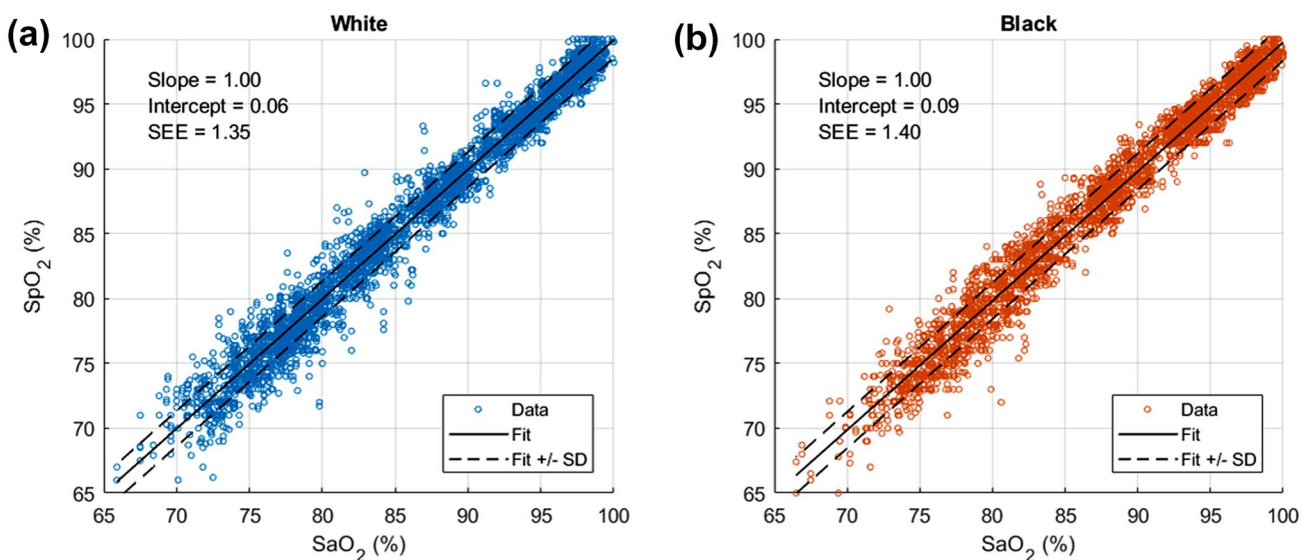 (a)
White
Slope = 1.00
Intercept = 0.06
SEE = 1.35
100
95
90
85
80
75
70
65
SpO2 (%)
Data
Fit
Fit +/- SD
65 70 75 80 85 90 95 100
SaO2 (%)
(b)
Black
Slope = 1.00
Intercept = 0.09
SEE = 1.40
100
95
90
85
80
75
70
65
SpO2 (%)
Data
Fit
Fit +/- SD
65 70 75 80 85 90 95 100
SaO2 (%)